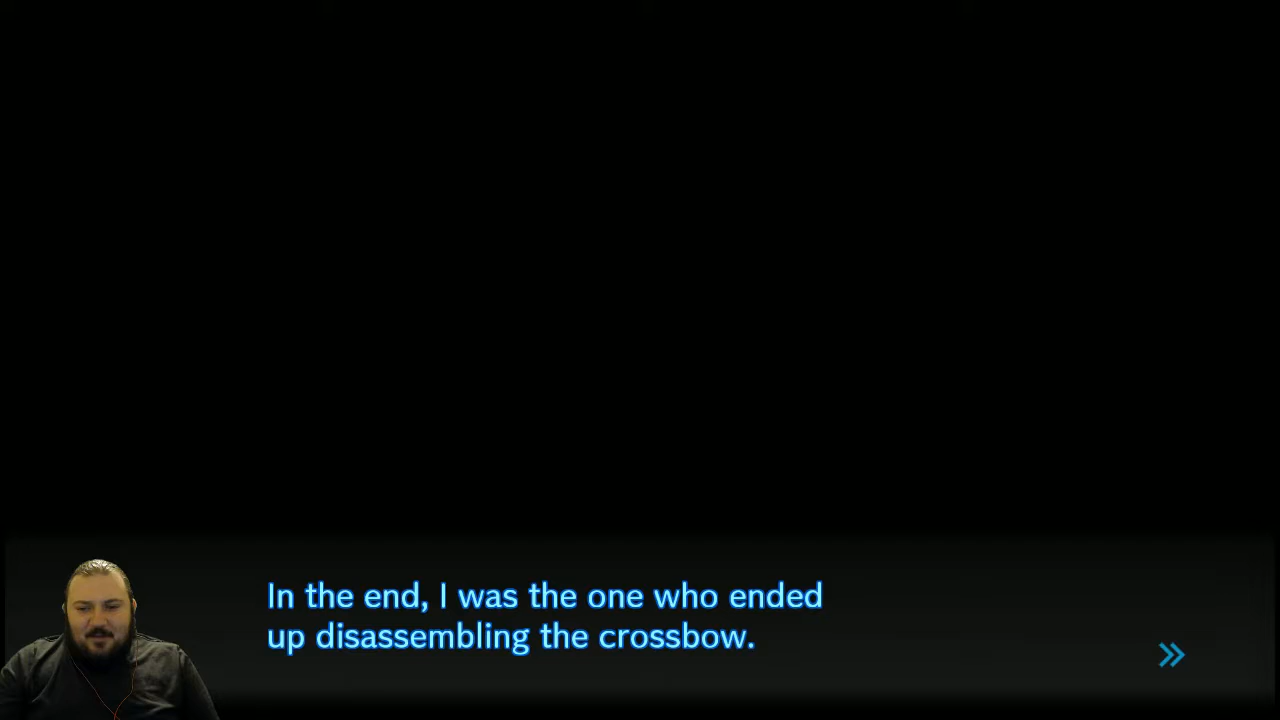 In the end, I was the one who ended
up disassembling the crossbow.